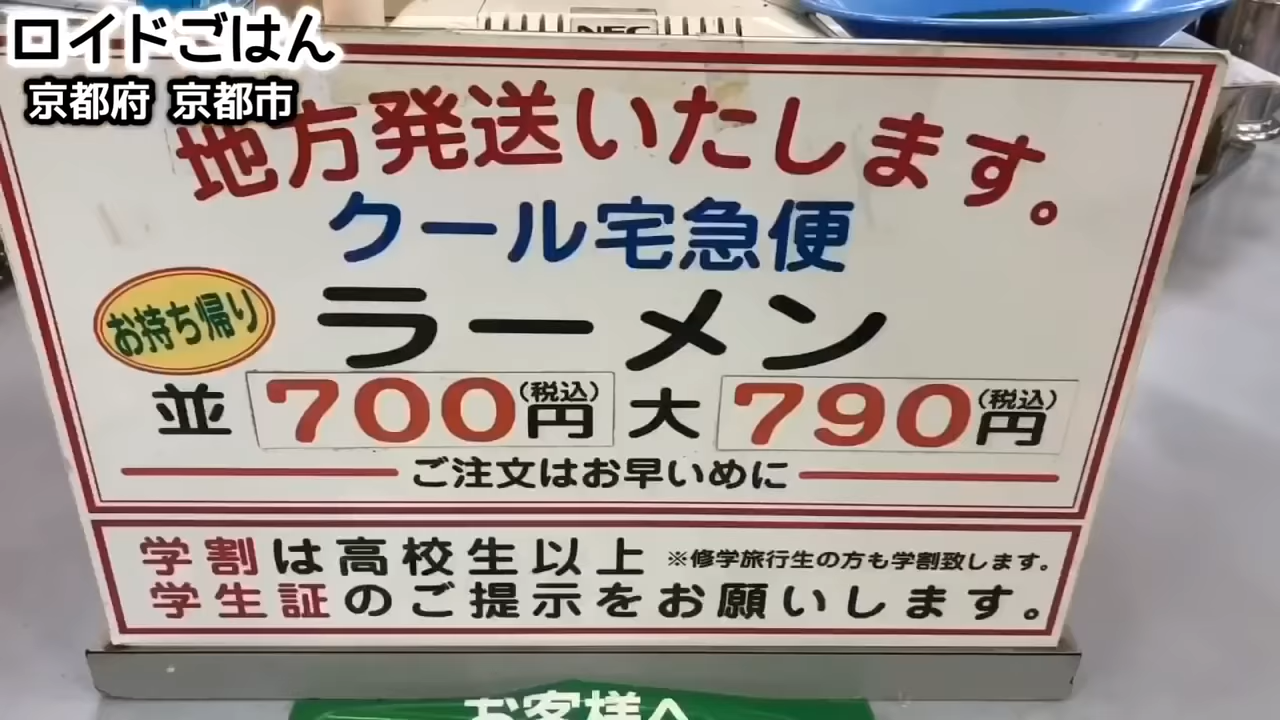 ロイドごはん
京都府 京都市
NEC
地方発送いたします。
クール宅急便
お持ち帰り
ラーメン
並 700円(税込) 大 790円(税込)
ご注文はお早いめに
学割は高校生以上 ※修学旅行生の方も学割致します。
学生証のご提示をお願いします。
お客様へ